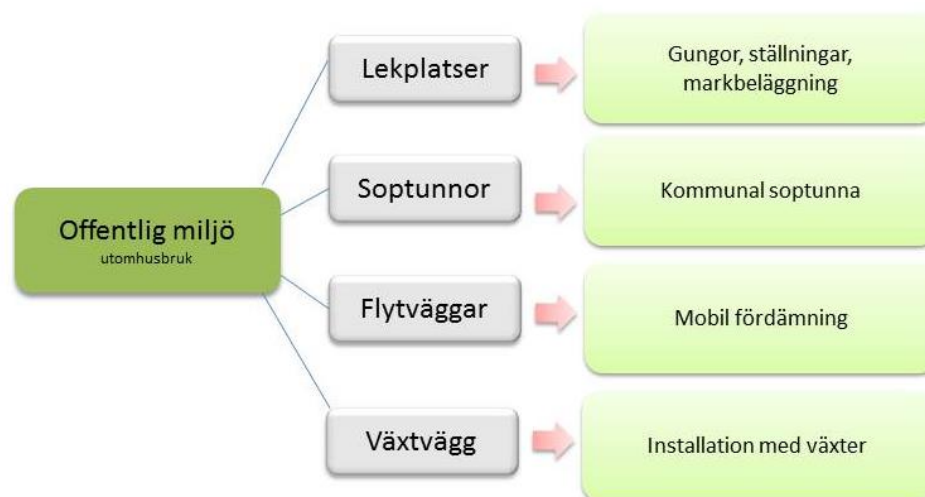 Offentlig miljö
utomhusbruk
Lekplatser
Gungor, ställningar,
markbeläggning
Soptunnor
Kommunal soptunna
Flytväggar
Mobil fördämning
Växtvägg
Installation med växter